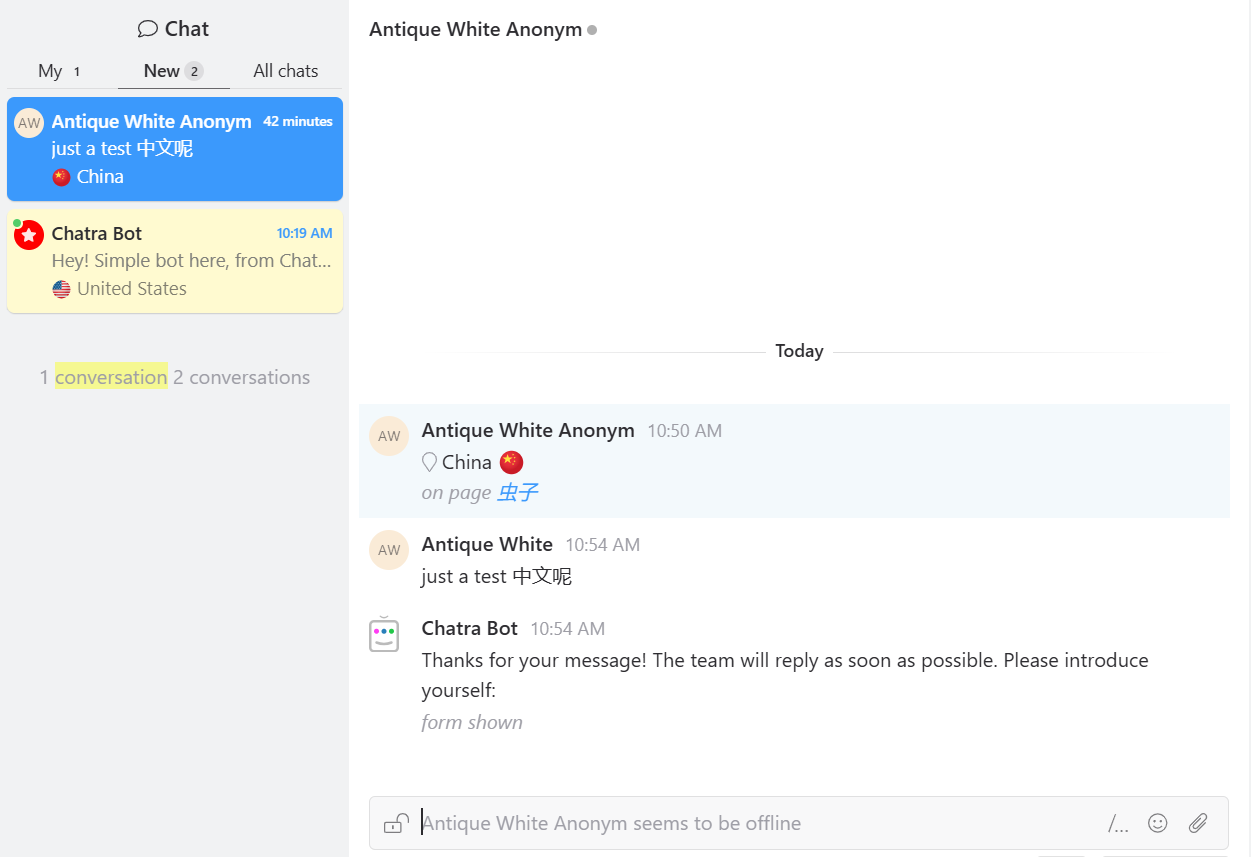 Chat
My 1 New 2 All chats
AW Antique White Anonym 42 minutes
just a test 中文呢
China
Chatra Bot 10:19 AM
Hey! Simple bot here, from Chat...
United States
1 conversation 2 conversations
Antique White Anonym
Today
AW Antique White Anonym 10:50 AM
China
on page 虫子
AW Antique White 10:54 AM
just a test 中文呢
Chatra Bot 10:54 AM
Thanks for your message! The team will reply as soon as possible. Please introduce
yourself:
form shown
Antique White Anonym seems to be offline /...